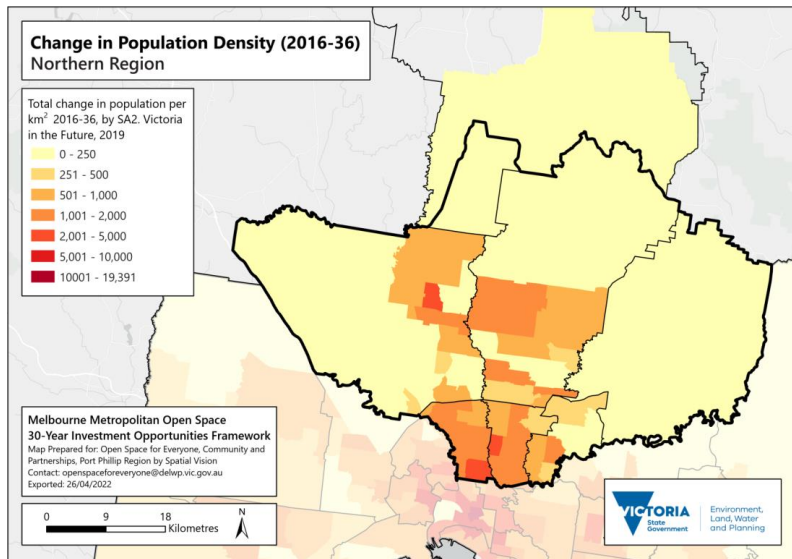 Change in Population Density (2016-36)
Northern Region
Total change in population per
km² 2016-36, by SA2. Victoria
in the Future, 2019
0 - 250
251 - 500
501 - 1,000
1,001 - 2,000
2,001 - 5,000
5,001 - 10,000
10001 - 19,391
Melbourne Metropolitan Open Space
30-Year Investment Opportunities Framework
Map Prepared for: Open Space for Everyone, Community and
Partnerships, Port Phillip Region by Spatial Vision
Contact: openspaceforeveryone@delwp.vic.gov.au
Exported: 26/04/2022
0 9 18
Kilometres
N
VICTORIA
State
Government
Environment,
Land, Water
and Planning